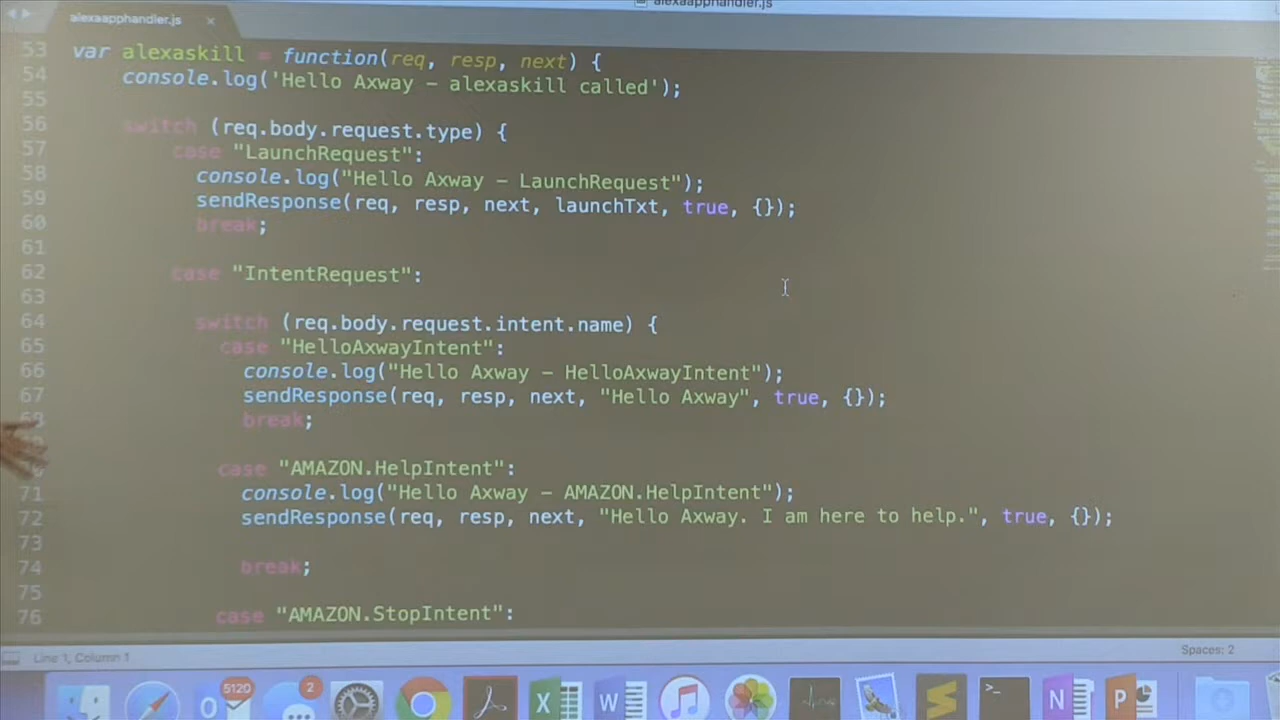 alexaapphandler.js
alexaapphandler.js ×
53 var alexaskill = function(req, resp, next) {
54 console.log('Hello Axway – alexaskill called');
55
56 switch (req.body.request.type) {
57 case "LaunchRequest":
58 console.log("Hello Axway – LaunchRequest");
59 sendResponse(req, resp, next, launchTxt, true, {});
60 break;
61
62 case "IntentRequest":
63
64 switch (req.body.request.intent.name) {
65 case "HelloAxwayIntent":
66 console.log("Hello Axway – HelloAxwayIntent");
67 sendResponse(req, resp, next, "Hello Axway", true, {});
68 break;
case "AMAZON.HelpIntent":
71 console.log("Hello Axway – AMAZON.HelpIntent");
72 sendResponse(req, resp, next, "Hello Axway. I am here to help.", true, {});
73
74 break;
75
76 case "AMAZON.StopIntent":
Line 1, Column 1
Spaces: 2
5120
2
O
X
W
>_
N
P